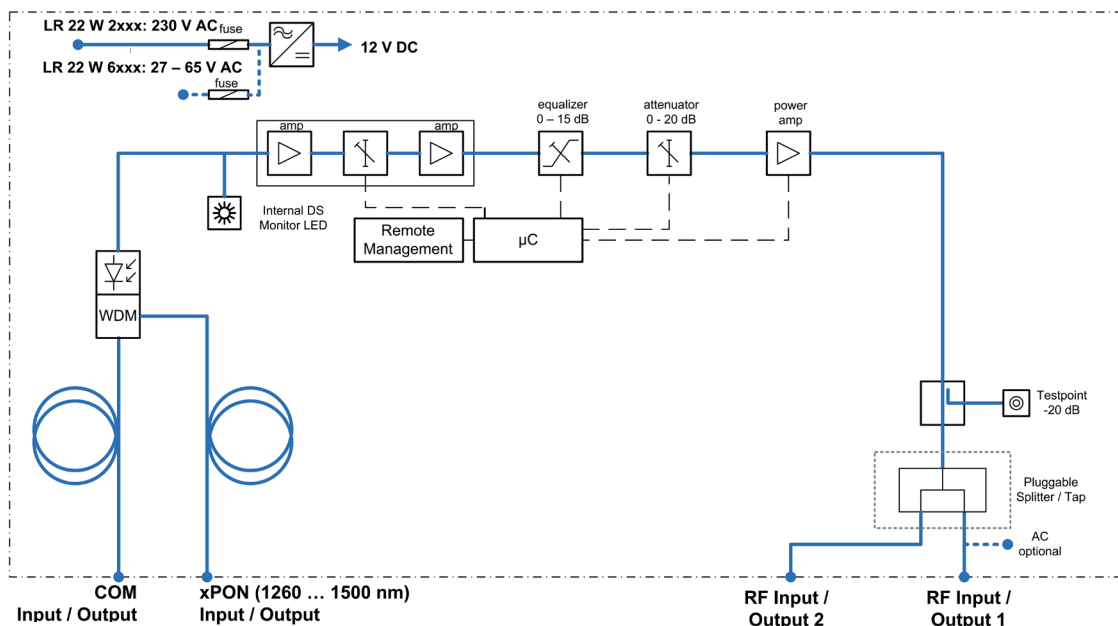 LR 22 W 2xxx: 230 V AC
fuse
12 V DC
LR 22 W 6xxx: 27 – 65 V AC
fuse
equalizer
0 – 15 dB
attenuator
0 - 20 dB
power
amp
amp
amp
Internal DS
Monitor LED
Remote
Management
µC
WDM
Testpoint
-20 dB
Pluggable
Splitter / Tap
AC
optional
COM
Input / Output
xPON (1260 … 1500 nm)
Input / Output
RF Input /
Output 2
RF Input /
Output 1